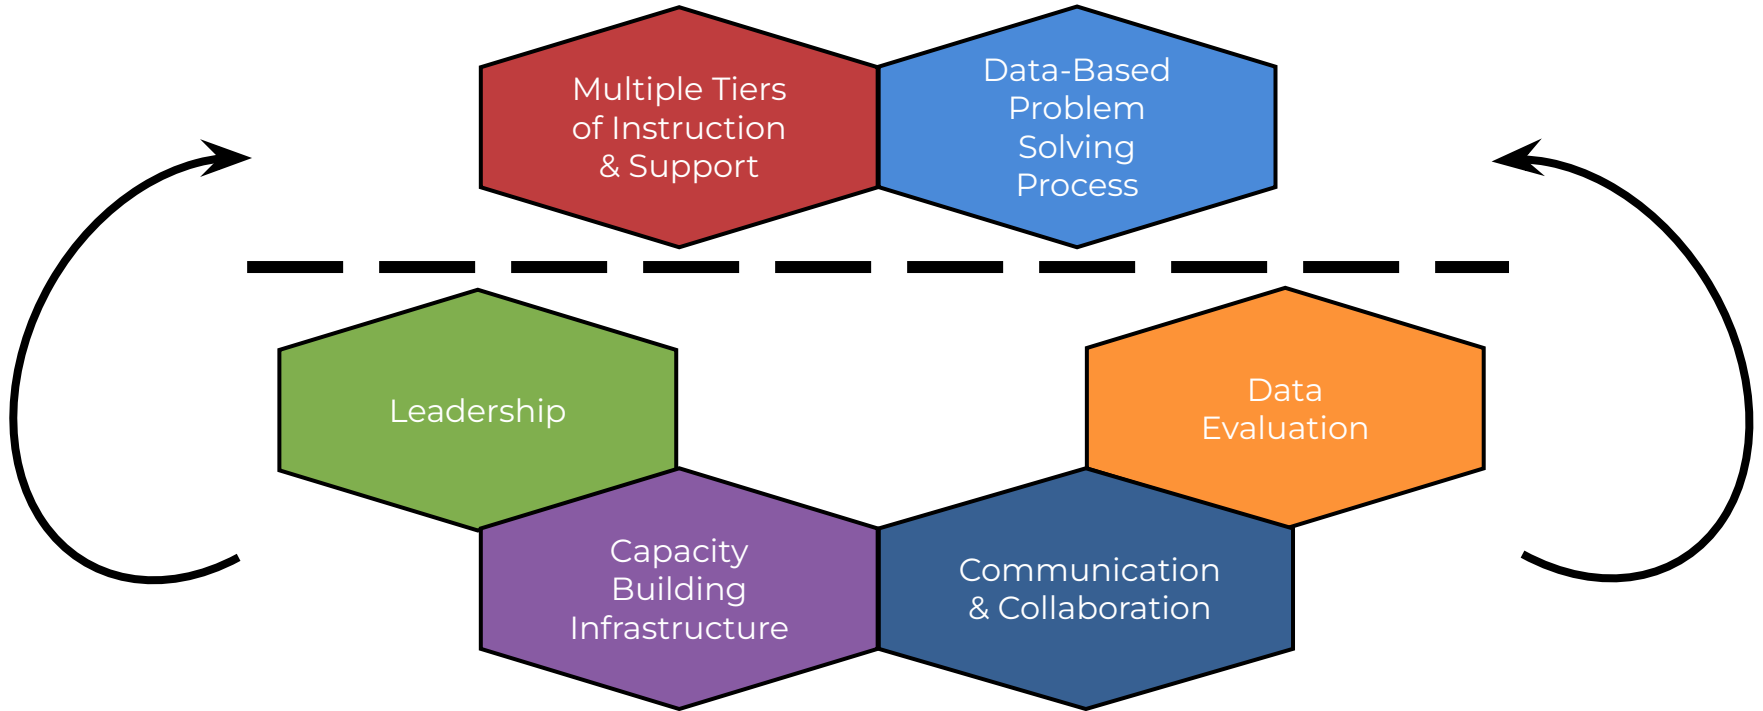 Multiple Tiers
of Instruction
& Support
Data-Based
Problem
Solving
Process
Leadership
Data
Evaluation
Capacity
Building
Infrastructure
Communication
& Collaboration